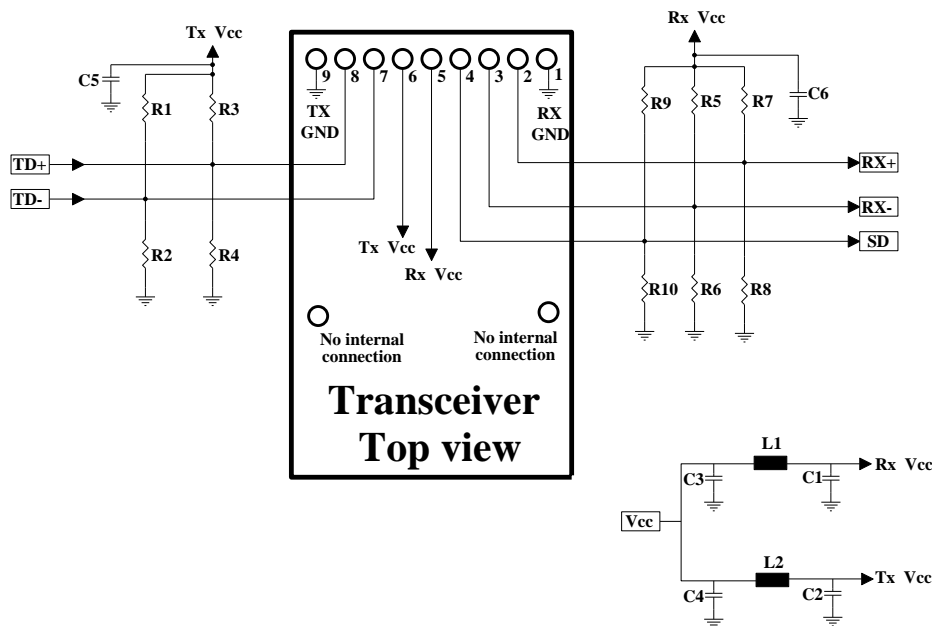 Tx Vcc
Rx Vcc
C5
R1
R3
9
8
7
6
5
4
3
2
1
TX
GND
RX
GND
R9
R5
R7
C6
TD+
TD-
RX+
RX-
SD
R2
R4
Tx Vcc
Rx Vcc
R10
R6
R8
No internal
connection
No internal
connection
Transceiver
Top view
L1
C3
C1
Rx Vcc
Vcc
L2
C4
C2
Tx Vcc